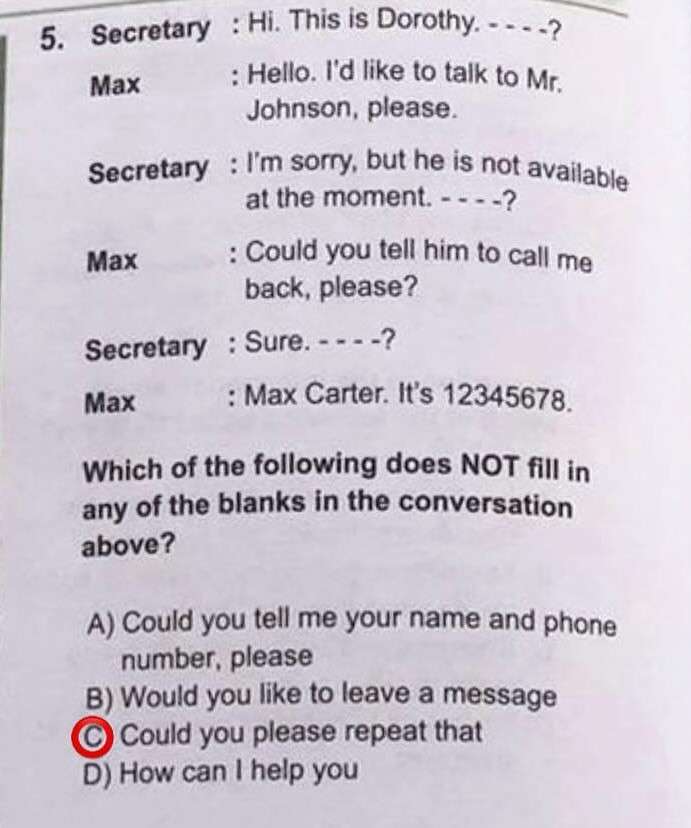 5. Secretary : Hi. This is Dorothy. - - - -?
Max : Hello. I'd like to talk to Mr.
Johnson, please.
Secretary : I'm sorry, but he is not available
at the moment. - - - -?
Max : Could you tell him to call me
back, please?
Secretary : Sure. - - - -?
Max : Max Carter. It's 12345678.
Which of the following does NOT fill in
any of the blanks in the conversation
above?
A) Could you tell me your name and phone
number, please
B) Would you like to leave a message
C) Could you please repeat that
D) How can I help you